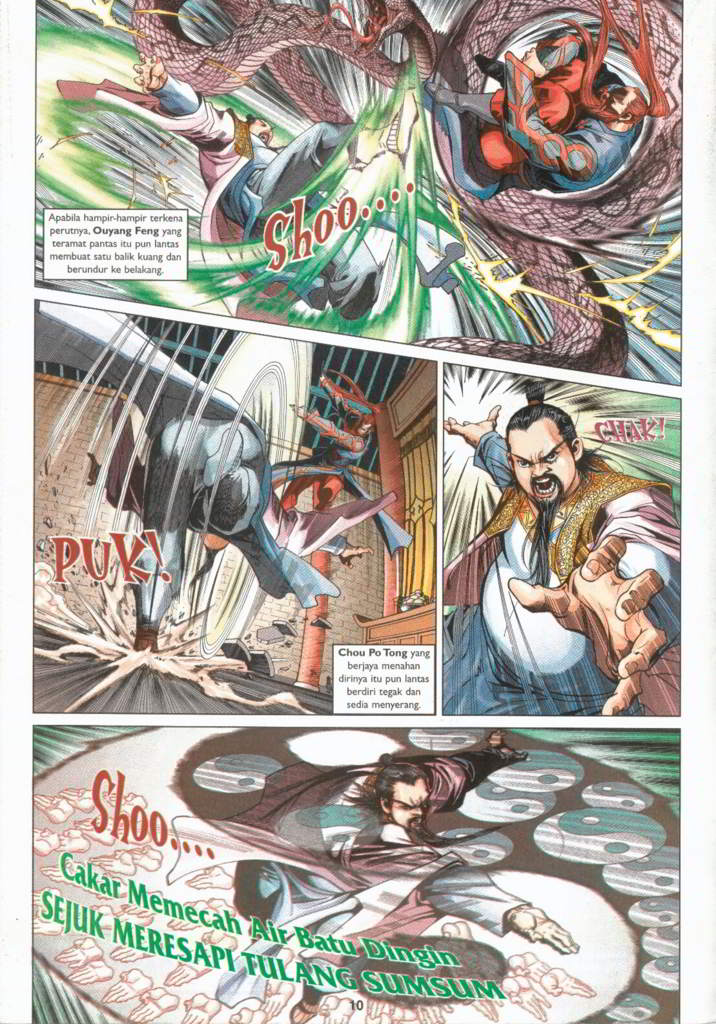 Apabila hampir-hampir terkena
perutnya, Ouyang Feng yang
teramat pantas itu pun lantas
membuat satu balik kuang dan
berundur ke belakang.
Shoo....
PUK!
Chou Po Tong yang
berjaya menahan
dirinya itu pun lantas
berdiri tegak dan
sedia menyerang.
CHAK!
Shoo....
Cakar Memecah Air Batu Dingin
SEJUK MERESAPI TULANG SUMSUM
10